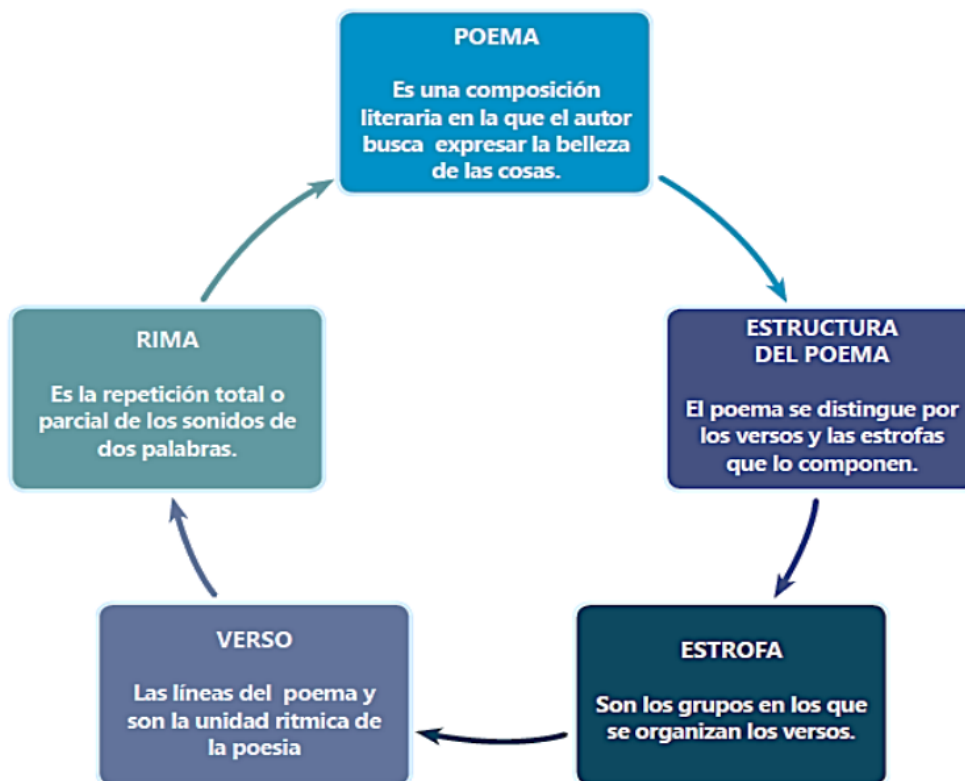 POEMA
Es una composición
literaria en la que el autor
busca expresar la belleza
de las cosas.
ESTRUCTURA
DEL POEMA
El poema se distingue por
los versos y las estrofas
que lo componen.
ESTROFA
Son los grupos en los que
se organizan los versos.
VERSO
Las líneas del poema y
son la unidad ritmica de
la poesia
RIMA
Es la repetición total o
parcial de los sonidos de
dos palabras.